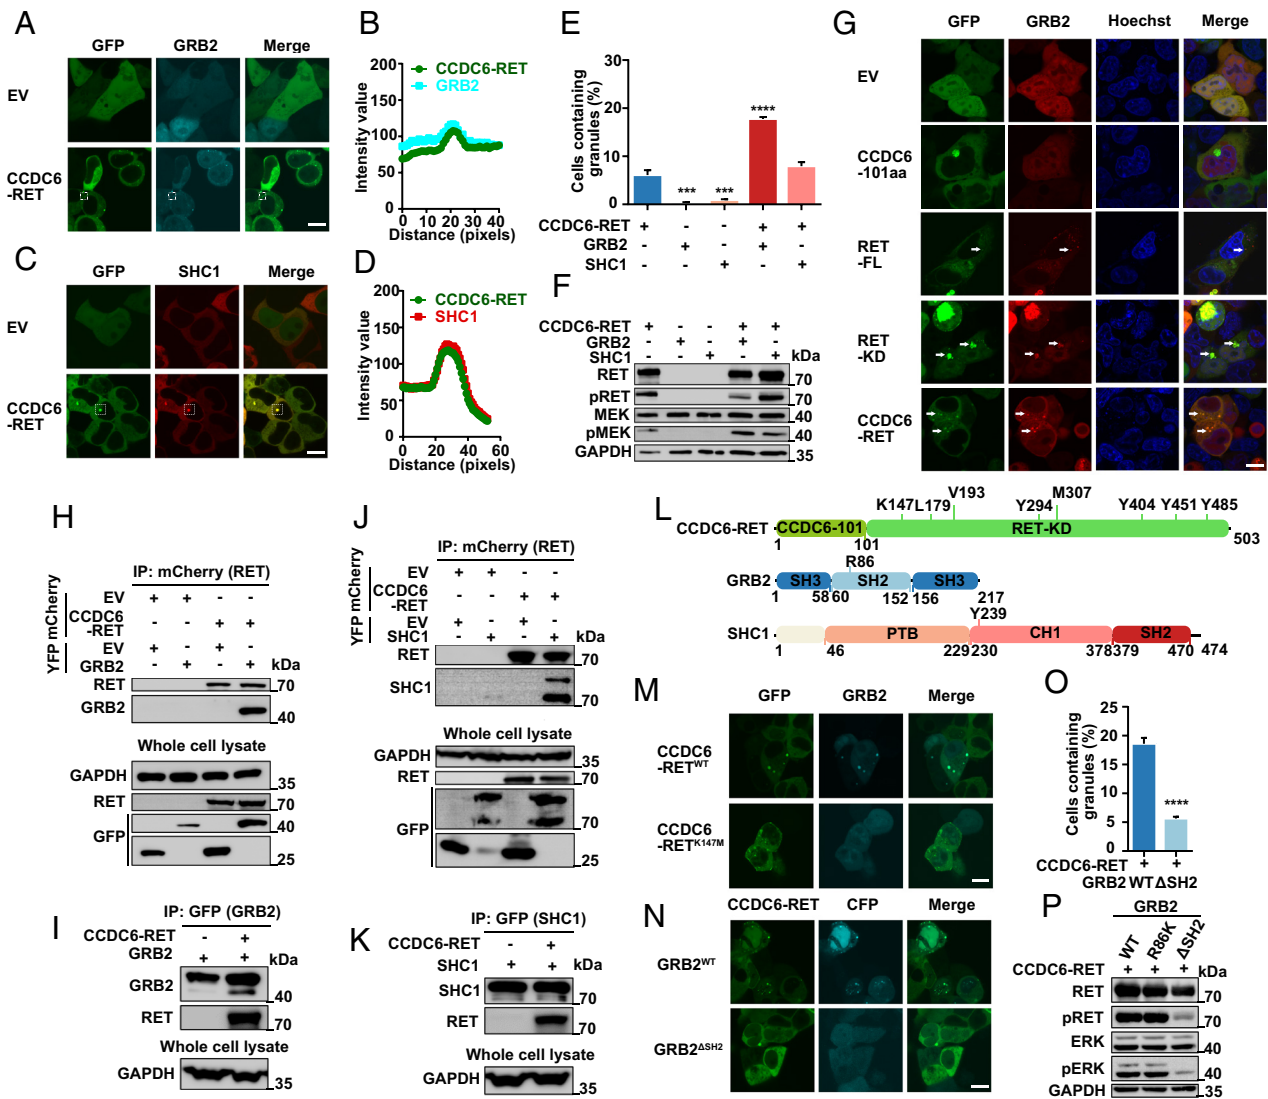 A
GFP GRB2 Merge
EV
CCDC6
-RET
B
200
150
100
50
0
Intensity value
CCDC6-RET
GRB2
0 10 20 30 40
Distance (pixels)
C
GFP SHC1 Merge
EV
CCDC6
-RET
D
200
150
100
50
0
Intensity value
CCDC6-RET
SHC1
0 20 40 60
Distance (pixels)
E
Cells containing
granules (%)
30
20
10
0
*** *** ****
CCDC6-RET + - - + +
GRB2 - + - + -
SHC1 - - + - +
F
CCDC6-RET + - - + +
GRB2 - + - + -
SHC1 - - + - + kDa
RET 70
pRET 70
MEK 40
pMEK 40
GAPDH 35
G
GFP GRB2 Hoechst Merge
EV
CCDC6
-101aa
RET
-FL
RET
-KD
CCDC6
-RET
H
IP: mCherry (RET)
YFP mCherry
EV + + - -
CCDC6
-RET - - + +
EV + - + -
GRB2 - + - + kDa
RET 70
GRB2 40
Whole cell lysate
GAPDH 35
RET 70
GFP 40
25
I
IP: GFP (GRB2)
CCDC6-RET - +
GRB2 + + kDa
GRB2 40
RET 70
Whole cell lysate
GAPDH 35
J
IP: mCherry (RET)
YFP mCherry
EV + + - -
CCDC6
-RET - - + +
EV + - + -
SHC1 - + - + kDa
RET 70
SHC1 70
Whole cell lysate
GAPDH 35
RET 70
GFP 70
25
K
IP: GFP (SHC1)
CCDC6-RET - +
SHC1 + + kDa
SHC1 70
RET 70
Whole cell lysate
GAPDH 35
L
K147 L179 V193 Y294 M307 Y404 Y451 Y485
CCDC6-RET CCDC6-101 RET-KD
1 101 503
R86
GRB2 SH3 SH2 SH3
1 58 60 152 156 217
Y239
SHC1 PTB CH1 SH2
1 46 229 230 378 379 470 474
M
GFP GRB2 Merge
CCDC6
-RETWT
CCDC6
-RETK147M
N
CCDC6-RET CFP Merge
GRB2WT
GRB2ΔSH2
O
Cells containing
granules (%)
25
20
15
10
5
0
****
CCDC6-RET + +
GRB2 WT ΔSH2
P
GRB2
WT R86K ΔSH2
CCDC6-RET + + + kDa
RET 70
pRET 70
ERK 40
pERK 40
GAPDH 35